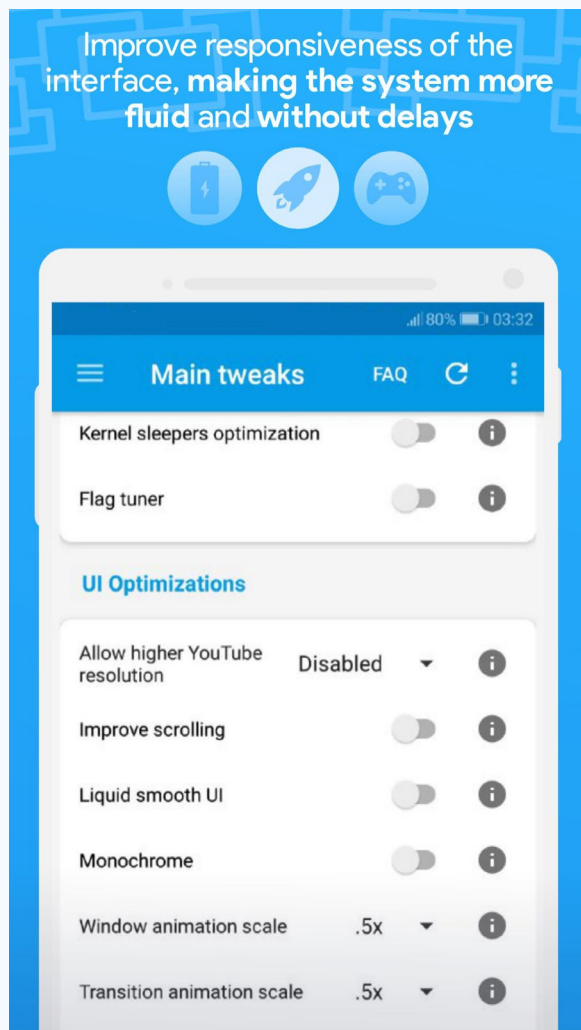 Improve responsiveness of the
interface, making the system more
fluid and without delays
80% 03:32
Main tweaks FAQ
Kernel sleepers optimization
Flag tuner
UI Optimizations
Allow higher YouTube
resolution
Disabled
Improve scrolling
Liquid smooth UI
Monochrome
Window animation scale .5x
Transition animation scale .5x